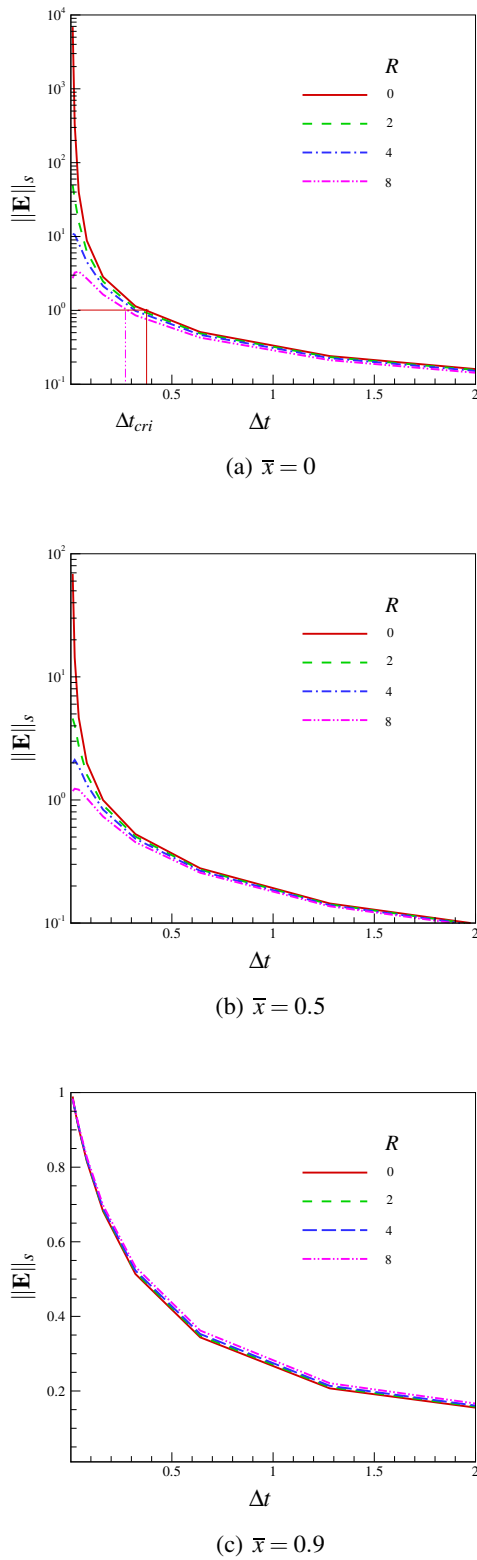 10⁴
10³
10²
10¹
10⁰
10⁻¹
||E||ₛ
R
0
2
4
8
0.5 1 1.5 2
Δt_cri Δt
(a) x̅ = 0
10²
10¹
10⁰
10⁻¹
||E||ₛ
R
0
2
4
8
0.5 1 1.5 2
Δt
(b) x̅ = 0.5
1
0.8
0.6
0.4
0.2
||E||ₛ
R
0
2
4
8
0.5 1 1.5 2
Δt
(c) x̅ = 0.9